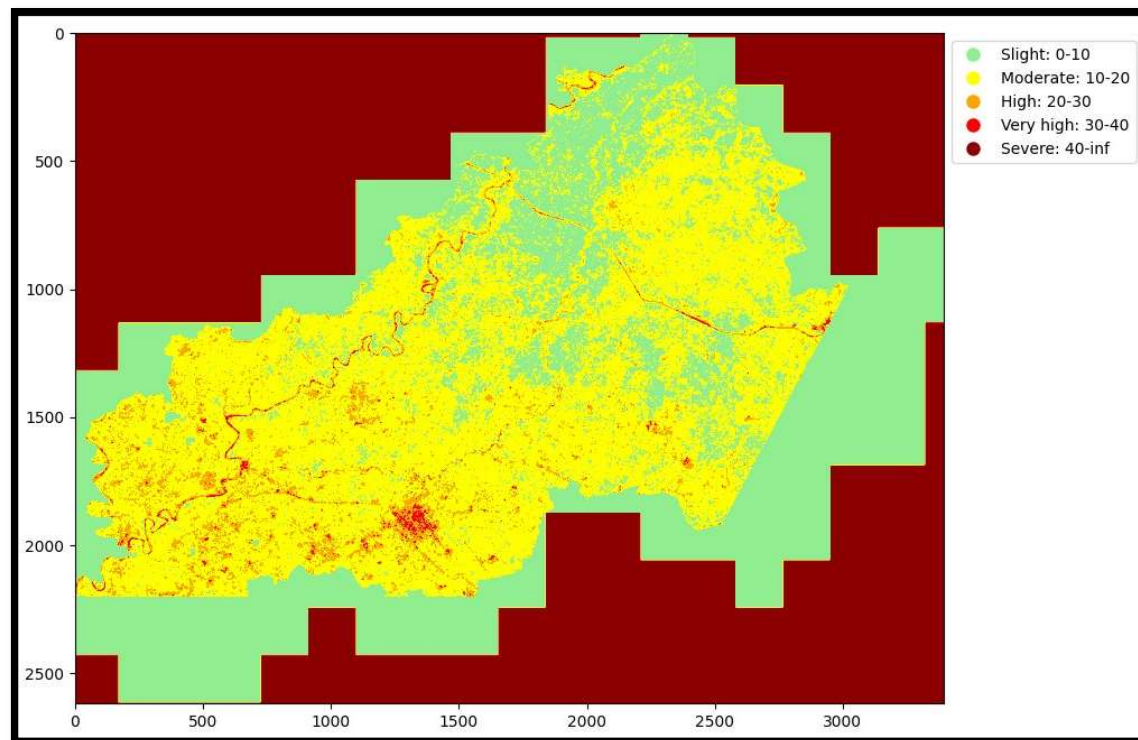 0
500
1000
1500
2000
2500
0 500 1000 1500 2000 2500 3000
Slight: 0-10
Moderate: 10-20
High: 20-30
Very high: 30-40
Severe: 40-inf